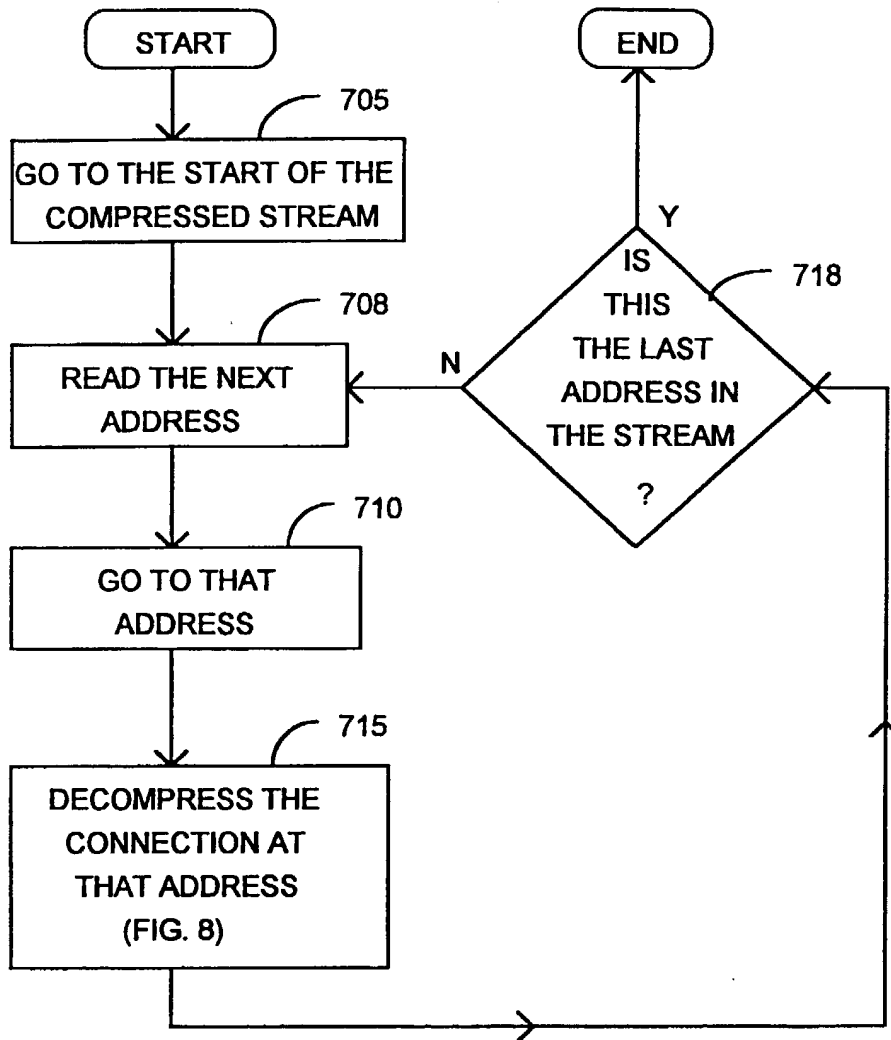 START
705
GO TO THE START OF THE
COMPRESSED STREAM
708
READ THE NEXT
ADDRESS
710
GO TO THAT
ADDRESS
715
DECOMPRESS THE
CONNECTION AT
THAT ADDRESS
(FIG. 8)
END
Y
718
IS
THIS
THE LAST
ADDRESS IN
THE STREAM
?
N